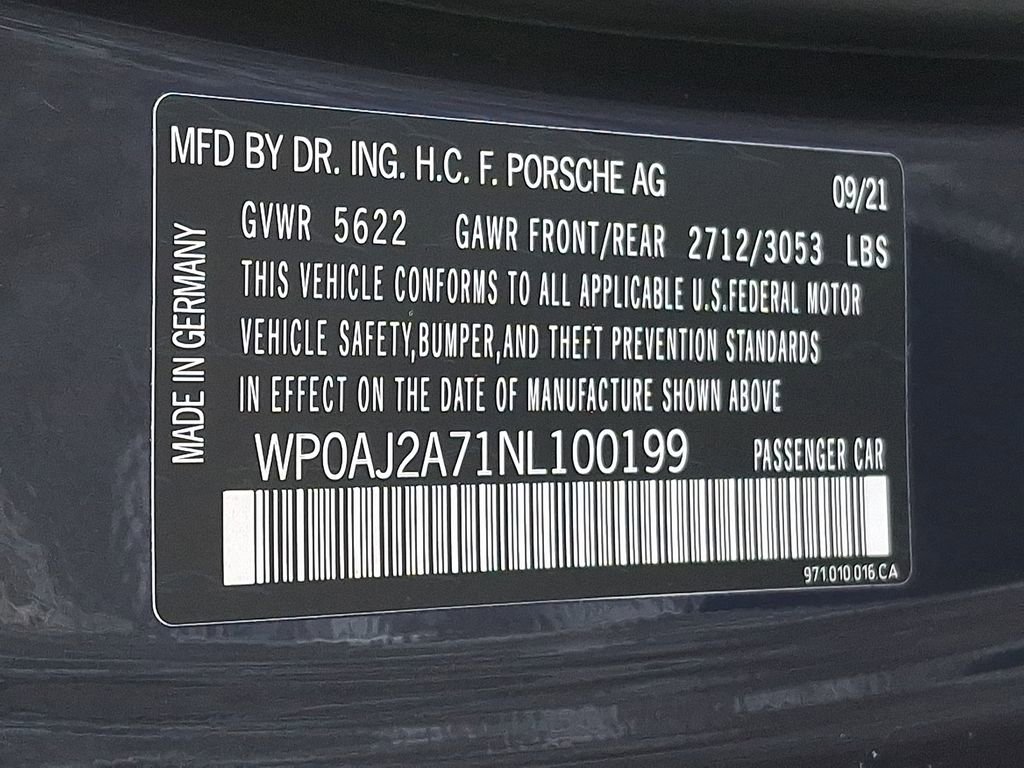 MFD BY DR. ING. H.C. F. PORSCHE AG 09/21
GVWR 5622 GAWR FRONT/REAR 2712/3053 LBS
THIS VEHICLE CONFORMS TO ALL APPLICABLE U.S.FEDERAL MOTOR
VEHICLE SAFETY,BUMPER,AND THEFT PREVENTION STANDARDS
IN EFFECT ON THE DATE OF MANUFACTURE SHOWN ABOVE
MADE IN GERMANY
WP0AJ2A71NL100199 PASSENGER CAR
971.010.016.CA